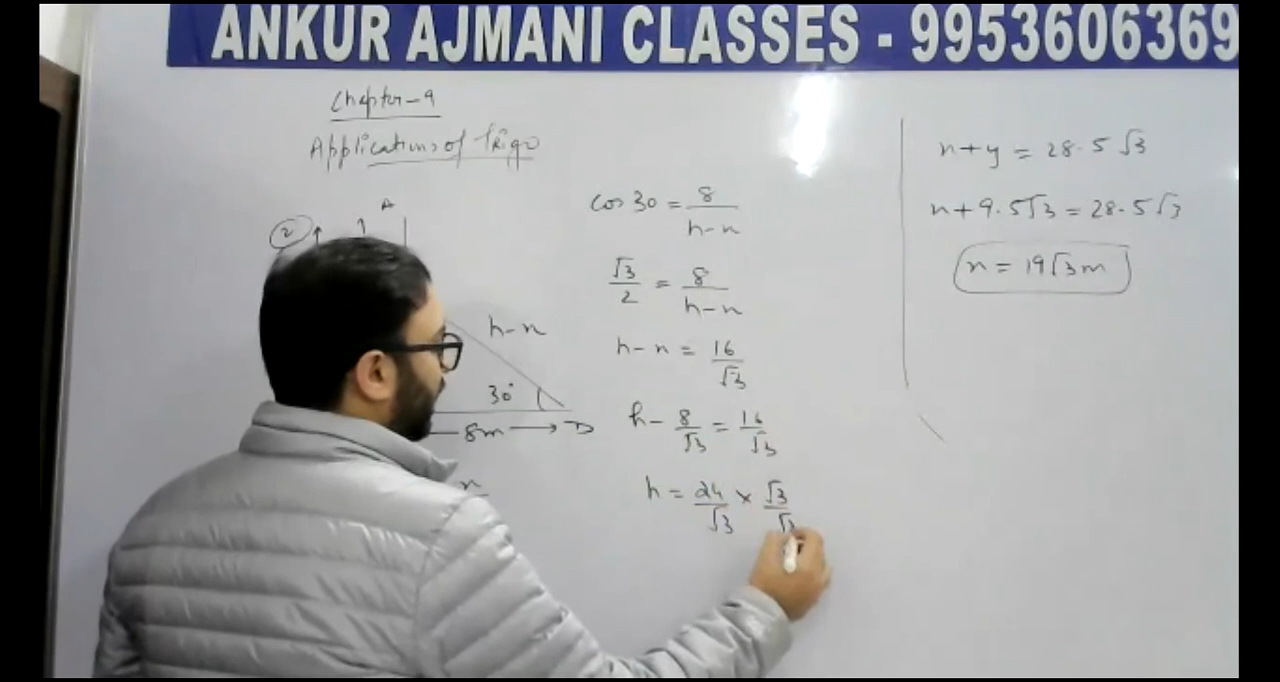 ANKUR AJMANI CLASSES - 9953606369
Chapter-9
Applications of Trigo
2
A
h-x
30°
8m
D
x
cos 30 = 8/h-x
√3/2 = 8/h-x
h-x = 16/√3
h - 8/√3 = 16/√3
h = 24/√3 × √3/√3
x+y = 28.5√3
x+9.5√3 = 28.5√3
x = 19√3m